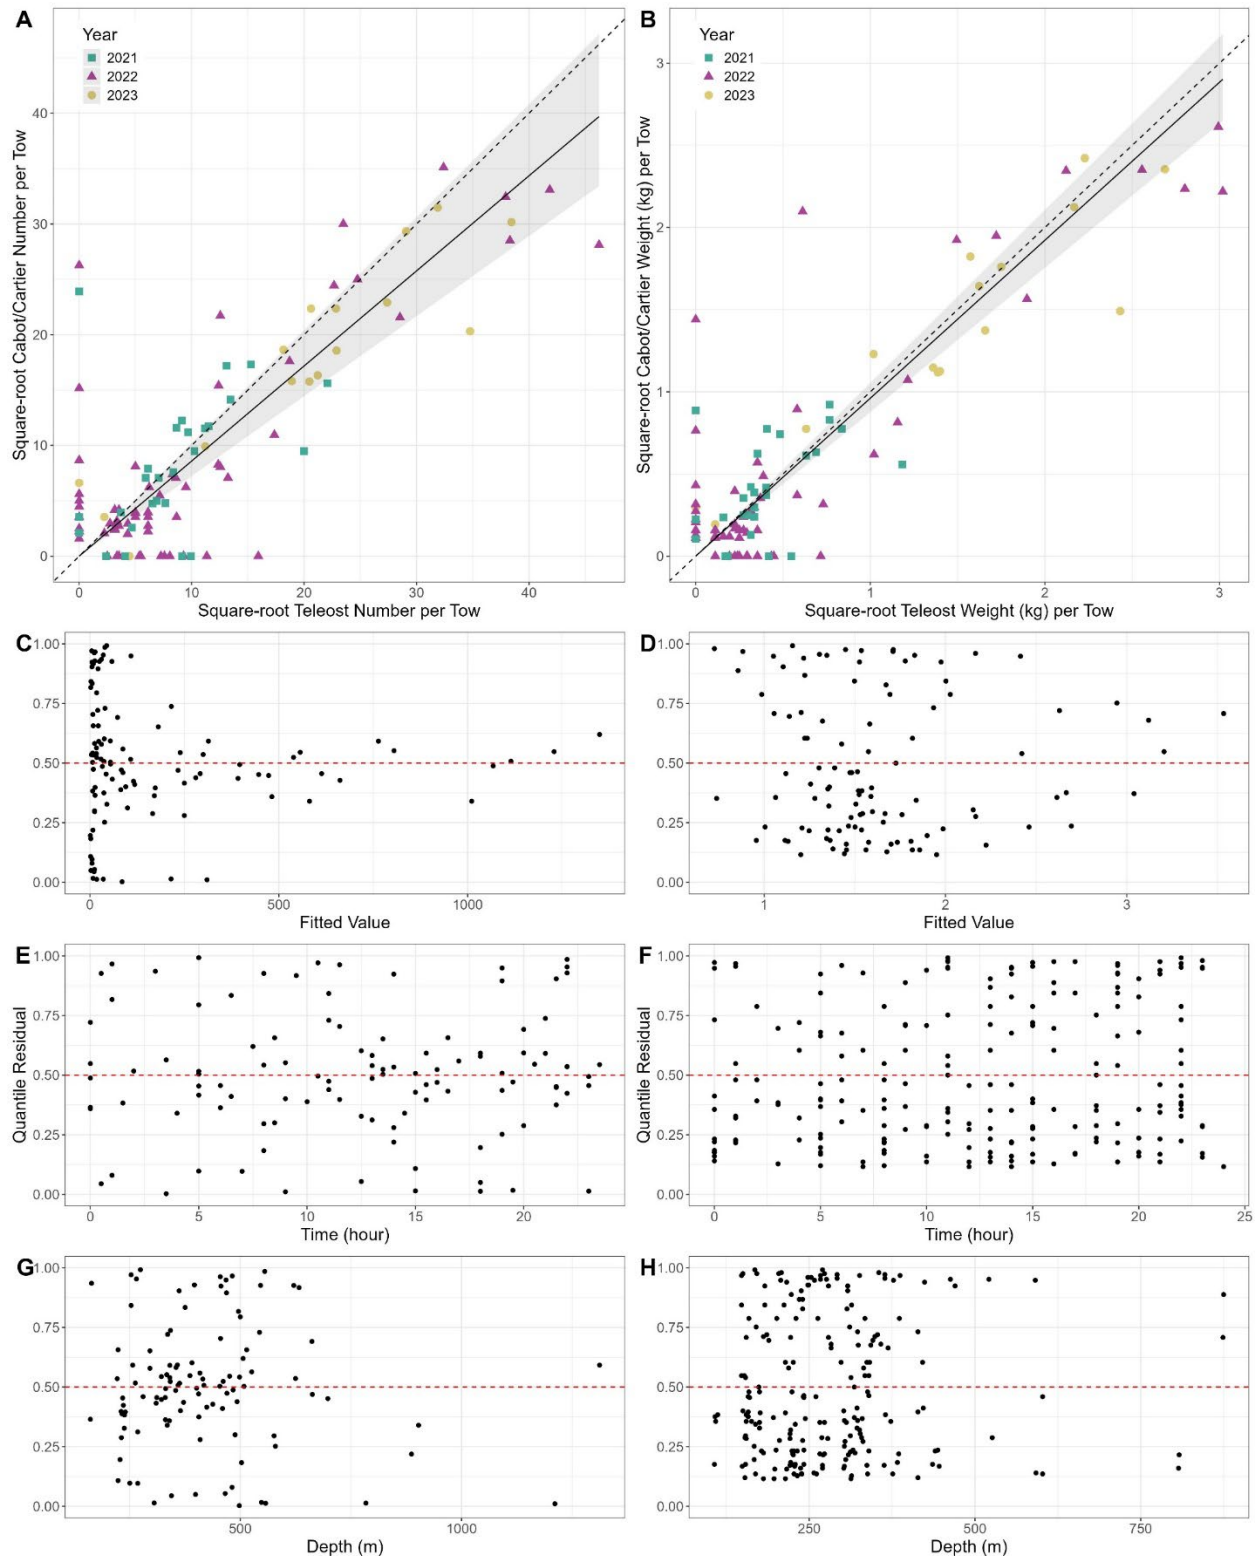 A
Year
2021
2022
2023
40
30
20
10
0
Square-root Cabot/Cartier Number per Tow
0 10 20 30 40
Square-root Teleost Number per Tow
B
Year
2021
2022
2023
3
2
1
0
Square-root Cabot/Cartier Weight (kg) per Tow
0 1 2 3
Square-root Teleost Weight (kg) per Tow
C
1.00
0.75
0.50
0.25
0.00
0 500 1000
Fitted Value
D
1.00
0.75
0.50
0.25
0.00
1 2 3
Fitted Value
E
1.00
0.75
0.50
0.25
0.00
Quantile Residual
0 5 10 15 20
Time (hour)
F
1.00
0.75
0.50
0.25
0.00
Quantile Residual
0 5 10 15 20 25
Time (hour)
G
1.00
0.75
0.50
0.25
0.00
500 1000
Depth (m)
H
1.00
0.75
0.50
0.25
0.00
250 500 750
Depth (m)